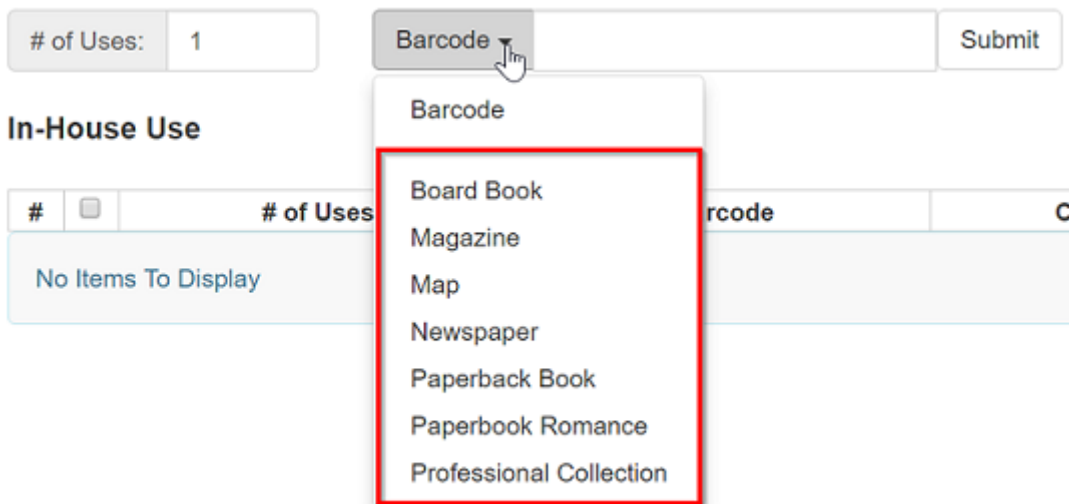 # of Uses: 1 Barcode Submit
Barcode
In-House Use
# # of Uses rcode C
No Items To Display
Board Book
Magazine
Map
Newspaper
Paperback Book
Paperbook Romance
Professional Collection